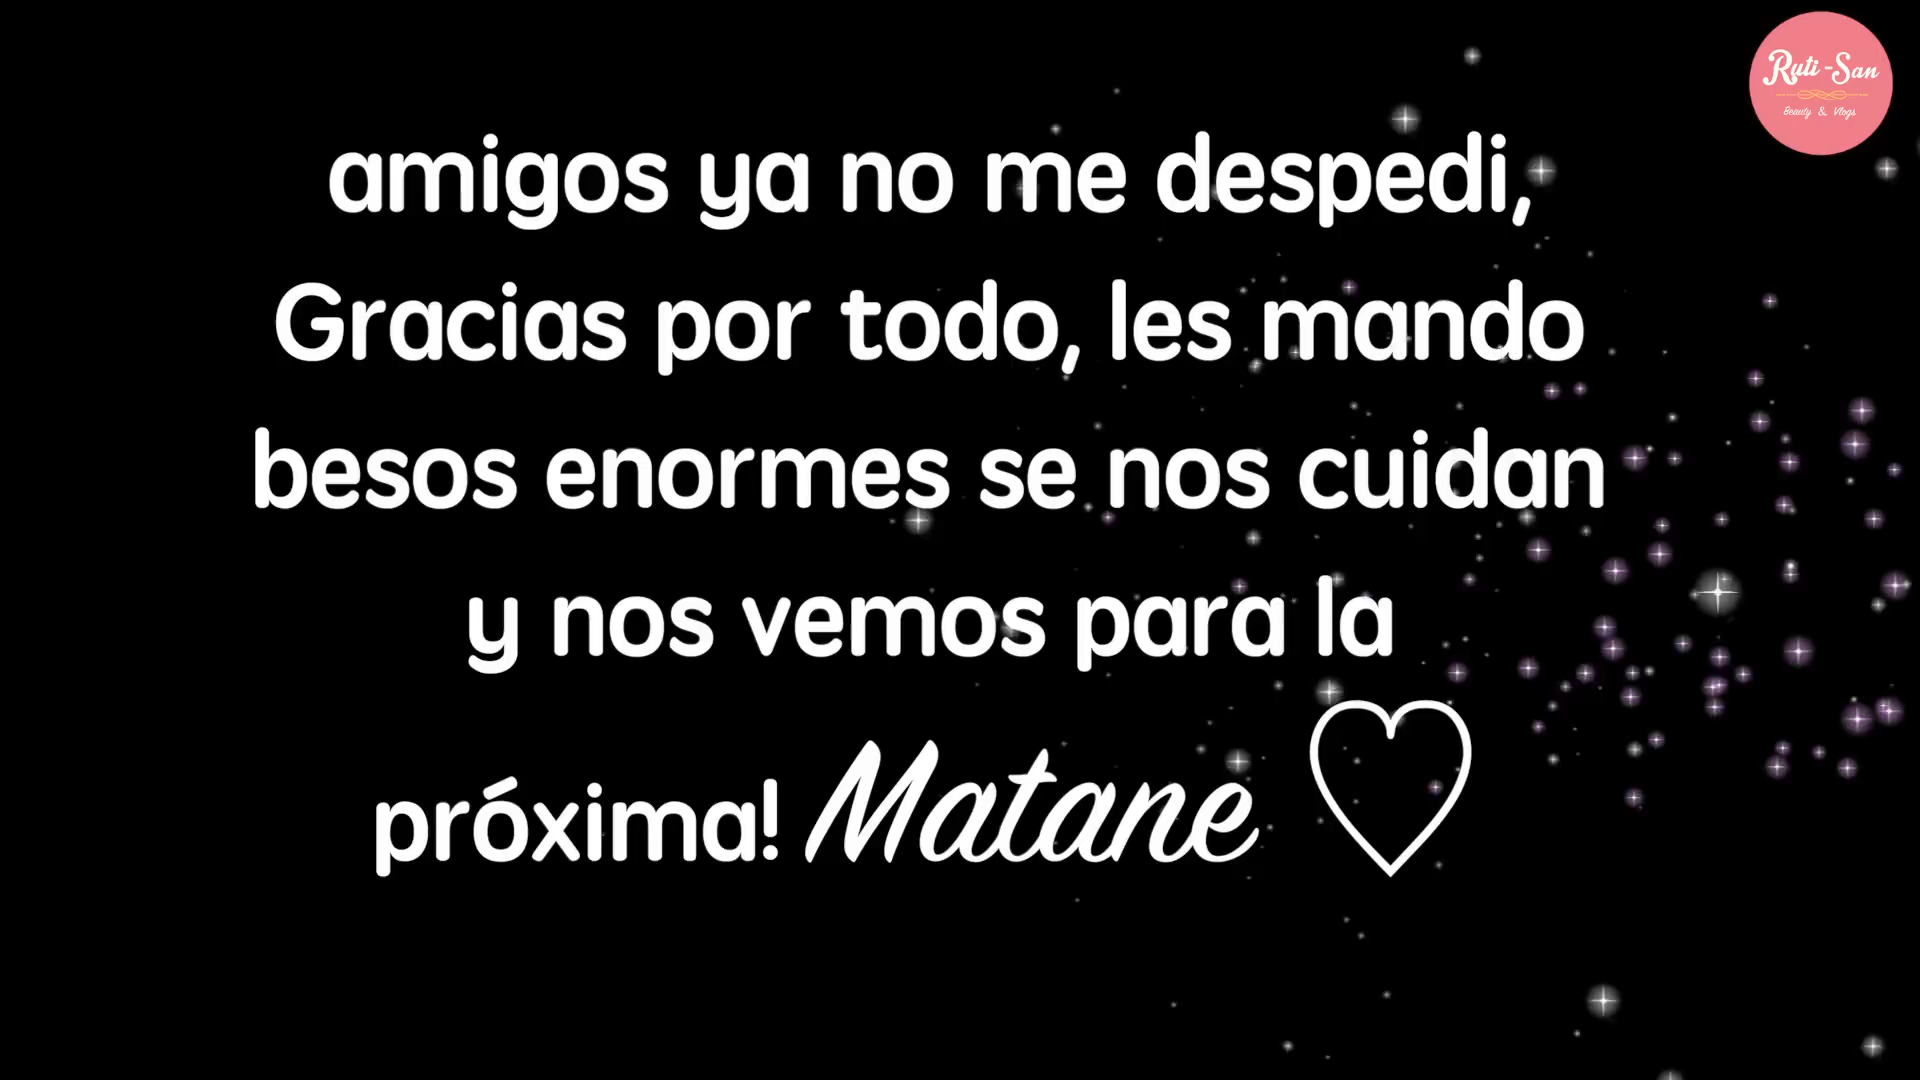 Ruti-San
Beauty & Vlogs
amigos ya no me despedi,
Gracias por todo, les mando
besos enormes se nos cuidan
y nos vemos para la
próxima! Matane ♡